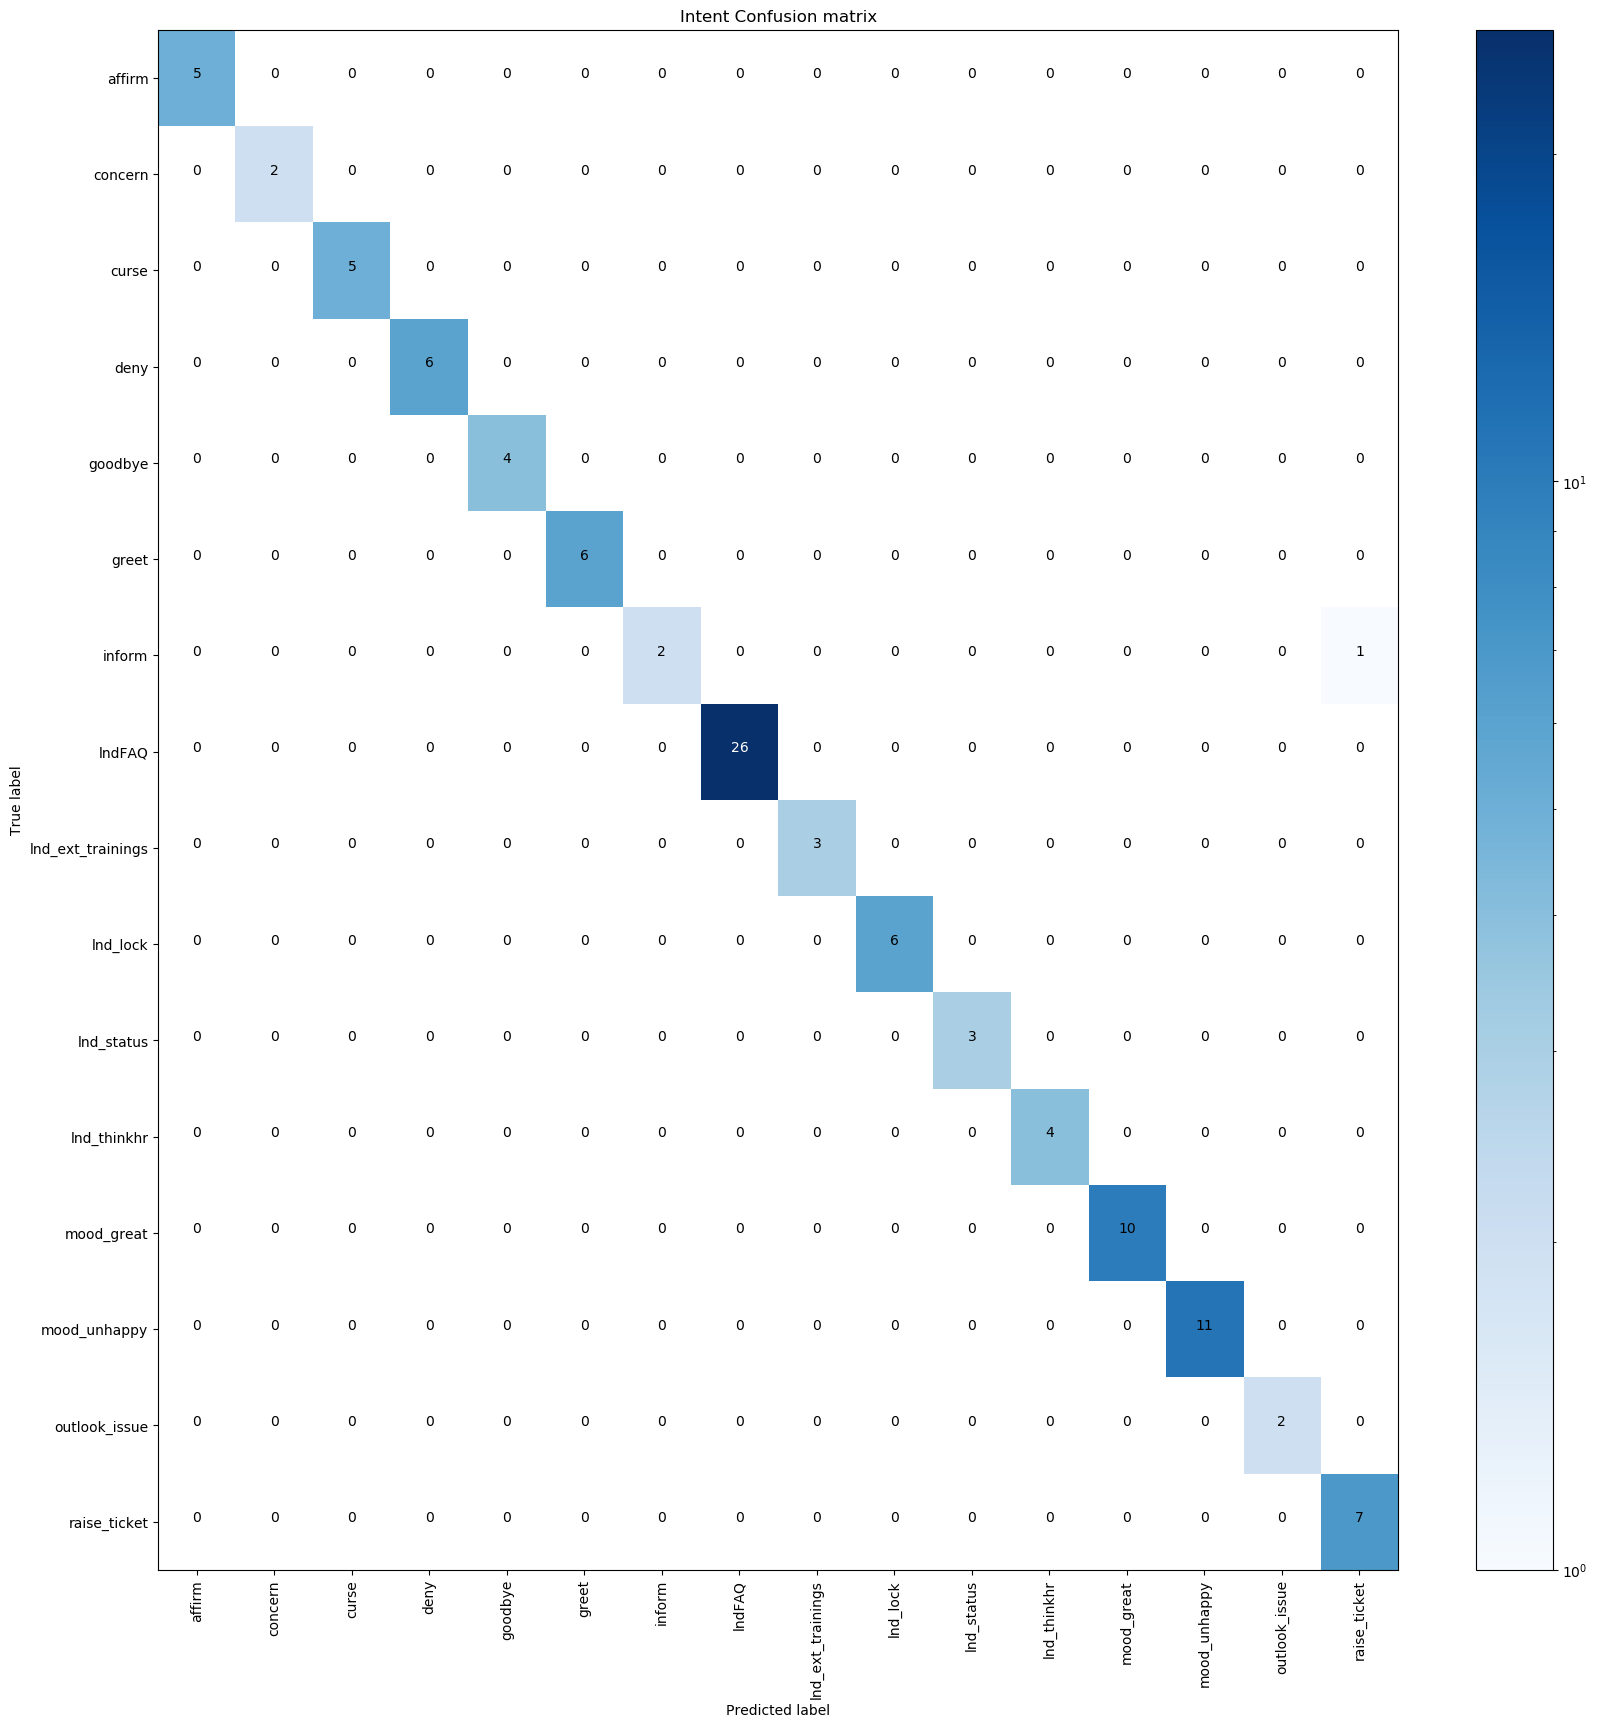 Intent Confusion matrix
affirm 5 0 0 0 0 0 0 0 0 0 0 0 0 0 0 0
concern 0 2 0 0 0 0 0 0 0 0 0 0 0 0 0 0
curse 0 0 5 0 0 0 0 0 0 0 0 0 0 0 0 0
deny 0 0 0 6 0 0 0 0 0 0 0 0 0 0 0 0
goodbye 0 0 0 0 4 0 0 0 0 0 0 0 0 0 0 0
greet 0 0 0 0 0 6 0 0 0 0 0 0 0 0 0 0
inform 0 0 0 0 0 0 2 0 0 0 0 0 0 0 0 1
lndFAQ 0 0 0 0 0 0 0 26 0 0 0 0 0 0 0 0
lnd_ext_trainings 0 0 0 0 0 0 0 0 3 0 0 0 0 0 0 0
lnd_lock 0 0 0 0 0 0 0 0 0 6 0 0 0 0 0 0
lnd_status 0 0 0 0 0 0 0 0 0 0 3 0 0 0 0 0
lnd_thinkhr 0 0 0 0 0 0 0 0 0 0 0 4 0 0 0 0
mood_great 0 0 0 0 0 0 0 0 0 0 0 0 10 0 0 0
mood_unhappy 0 0 0 0 0 0 0 0 0 0 0 0 0 11 0 0
outlook_issue 0 0 0 0 0 0 0 0 0 0 0 0 0 0 2 0
raise_ticket 0 0 0 0 0 0 0 0 0 0 0 0 0 0 0 7
True label
affirm
concern
curse
deny
goodbye
greet
inform
lndFAQ
lnd_ext_trainings
lnd_lock
lnd_status
lnd_thinkhr
mood_great
mood_unhappy
outlook_issue
raise_ticket
Predicted label
10¹
10⁰